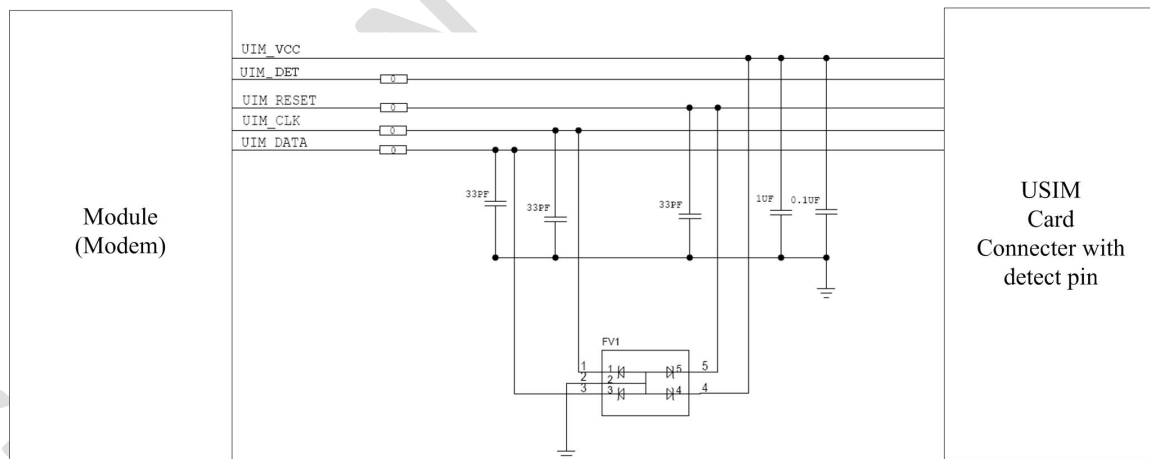 UIM_VCC
UIM_DET
0
UIM RESET
0
UIM_CLK
0
UIM DATA
0
33PF
33PF
33PF
1UF
0.1UF
Module
(Modem)
USIM
Card
Connecter with
detect pin
FV1
1
1
5
5
2
2
3
3
4
4